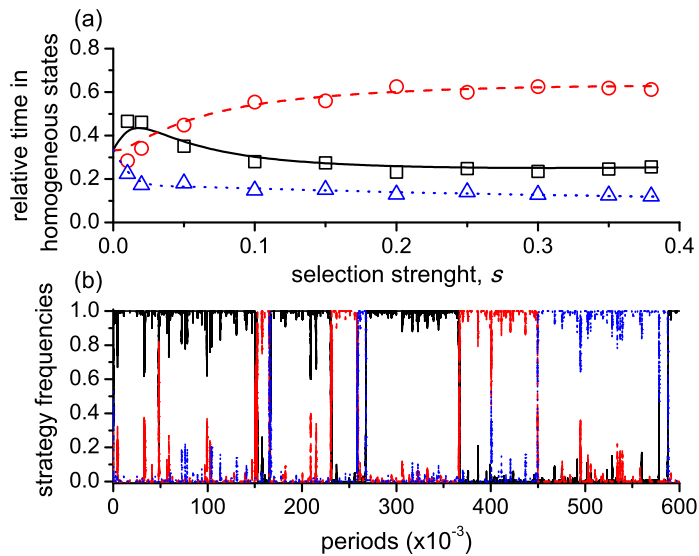 (a)
relative time in
homogeneous states
0.8
0.6
0.4
0.2
0.0
0.0 0.1 0.2 0.3 0.4
selection strenght, s
(b)
strategy frequencies
1.0
0.8
0.6
0.4
0.2
0.0
0 100 200 300 400 500 600
periods (x10-3)